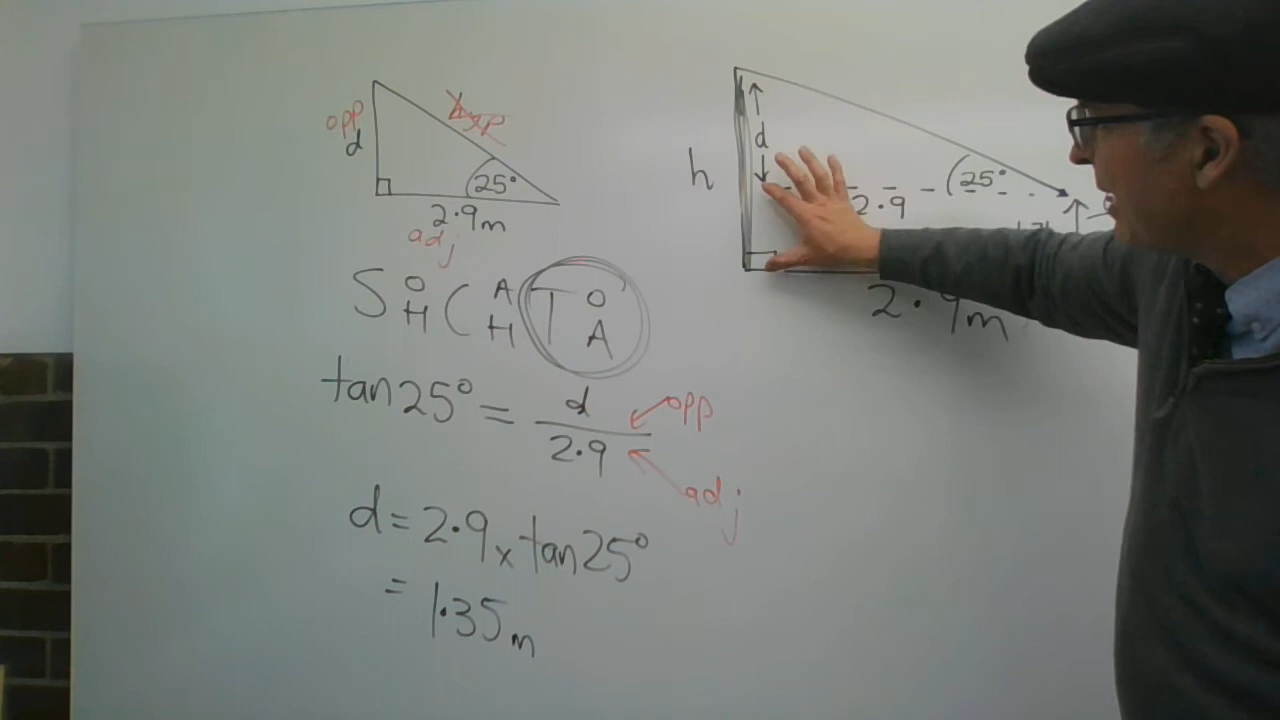 opp
d
hyp
25°
2.9m
adj
S O H C A H T O A
tan25° = d / 2.9
opp
adj
d = 2.9 x tan25°
= 1.35m
h
d
25°
2.9
2.9m